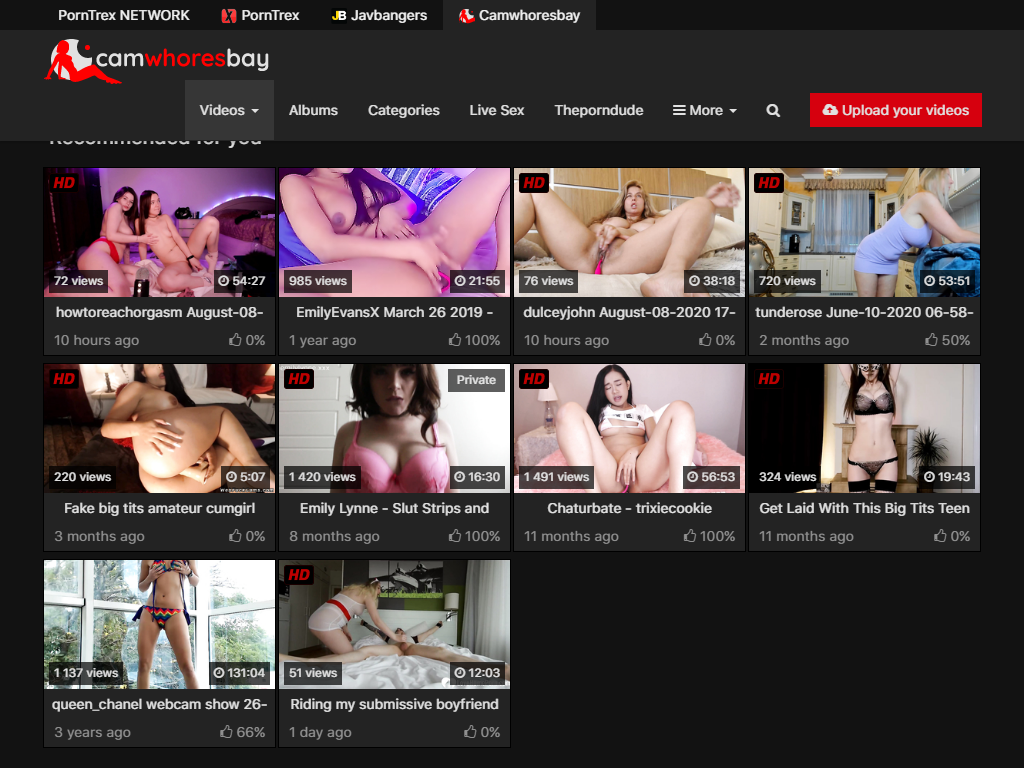 PornTrex NETWORK PornTrex JB Javbangers Camwhoresbay
camwhoresbay
Videos Albums Categories Live Sex Theporndude More Upload your videos
Recommended for you
HD HD HD
72 views 54:27 985 views 21:55 76 views 38:18 720 views 53:51
howtoreachorgasm August-08- EmilyEvansX March 26 2019 - dulceyjohn August-08-2020 17- tunderose June-10-2020 06-58-
10 hours ago 0% 1 year ago 100% 10 hours ago 0% 2 months ago 50%
HD HD Private HD HD
220 views 5:07 1 420 views 16:30 1 491 views 56:53 324 views 19:43
Fake big tits amateur cumgirl Emily Lynne - Slut Strips and Chaturbate - trixiecookie Get Laid With This Big Tits Teen
3 months ago 0% 8 months ago 100% 11 months ago 100% 11 months ago 0%
HD
1 137 views 131:04 51 views 12:03
queen_chanel webcam show 26- Riding my submissive boyfriend
3 years ago 66% 1 day ago 0%